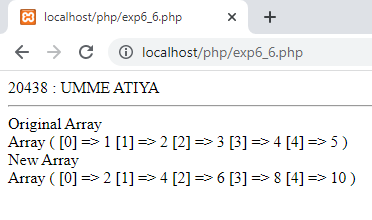 localhost/php/exp6_6.php
localhost/php/exp6_6.php
20438 : UMME ATIYA
Original Array
Array ( [0] => 1 [1] => 2 [2] => 3 [3] => 4 [4] => 5 )
New Array
Array ( [0] => 2 [1] => 4 [2] => 6 [3] => 8 [4] => 10 )